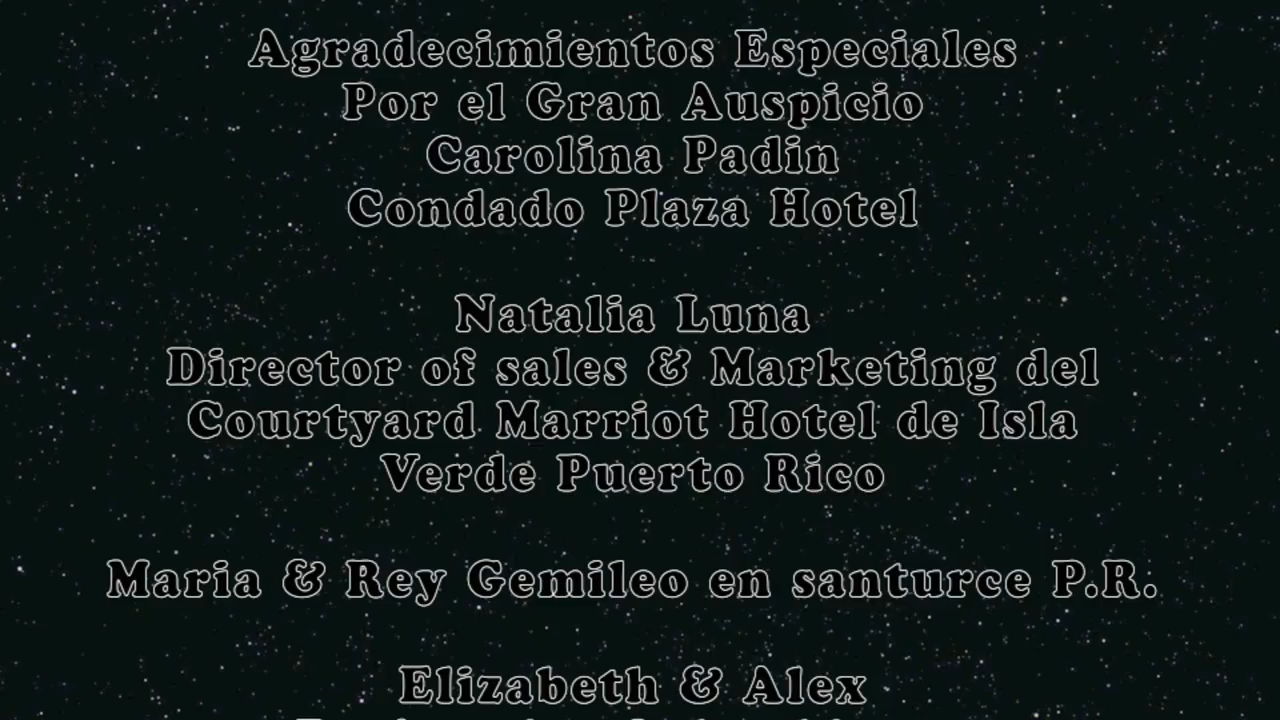 Agradecimientos Especiales
Por el Gran Auspicio
Carolina Padin
Condado Plaza Hotel
Natalia Luna
Director of sales & Marketing del
Courtyard Marriot Hotel de Isla
Verde Puerto Rico
Maria & Rey Gemileo en santurce P.R.
Elizabeth & Alex